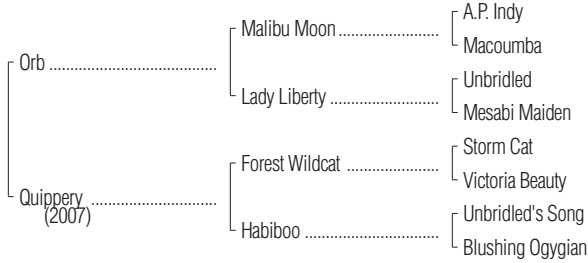 A.P. Indy
Malibu Moon
Macoumba
Orb
Unbridled
Lady Liberty
Mesabi Maiden
Storm Cat
Forest Wildcat
Victoria Beauty
Quippery
(2007)
Unbridled's Song
Habiboo
Blushing Ogygian